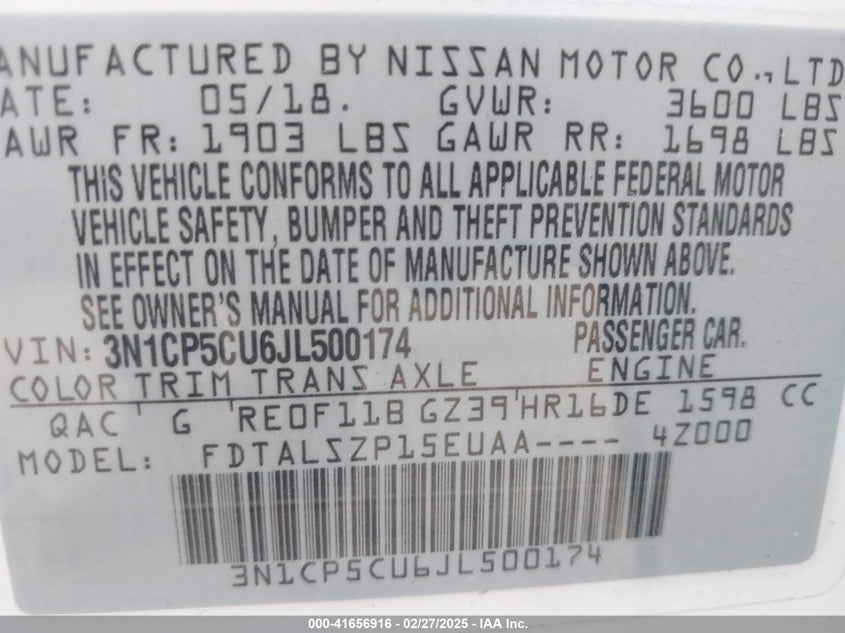 ANUFACTURED BY NISSAN MOTOR CO., LTD
ATE: 05/18. GVWR: 3600 LBS
AWR FR: 1903 LBS GAWR RR: 1698 LBS
THIS VEHICLE CONFORMS TO ALL APPLICABLE FEDERAL MOTOR
VEHICLE SAFETY, BUMPER AND THEFT PREVENTION STANDARDS
IN EFFECT ON THE DATE OF MANUFACTURE SHOWN ABOVE.
SEE OWNER'S MANUAL FOR ADDITIONAL INFORMATION.
VIN: 3N1CP5CU6JL500174 PASSENGER CAR.
COLOR TRIM TRANS AXLE ENGINE
QAC G RE0F11B GZ39 HR16DE 1598 CC
MODEL: FDTALSZP15EUAA---- 4Z000
3N1CP5CU6JL500174
000-41656916 - 02/27/2025 - IAA Inc.